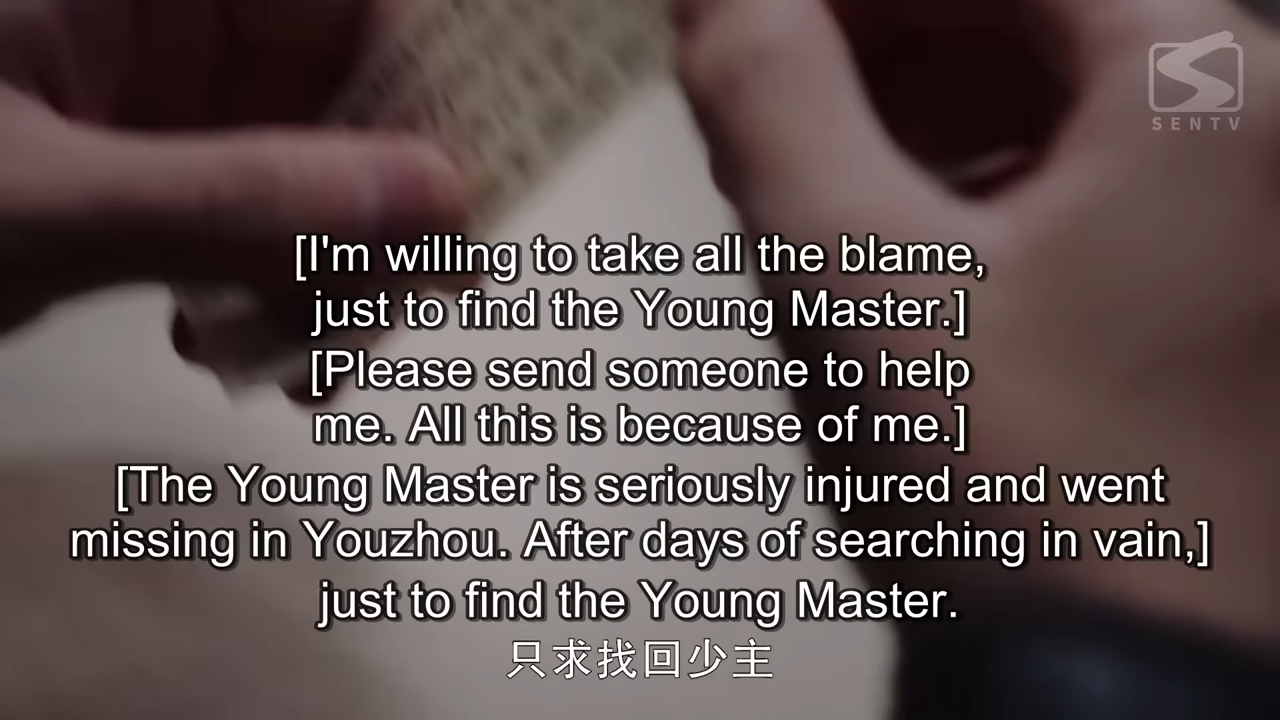 SENTV
[I'm willing to take all the blame,
just to find the Young Master.]
[Please send someone to help
me. All this is because of me.]
[The Young Master is seriously injured and went
missing in Youzhou. After days of searching in vain,]
just to find the Young Master.
只求找回少主